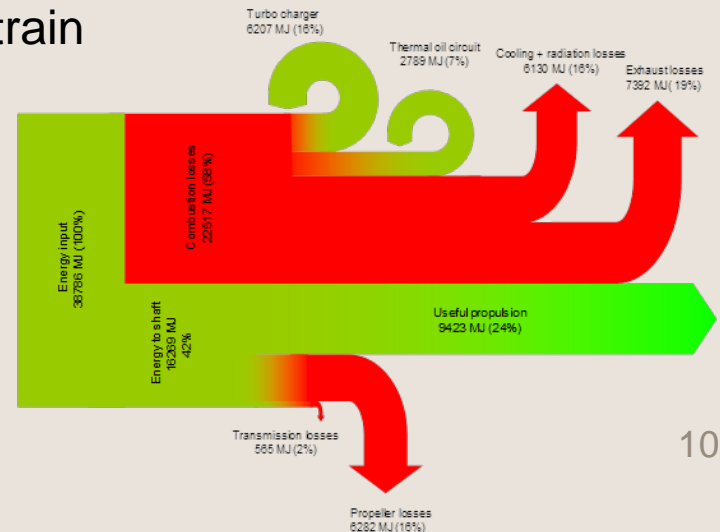 train
Turbo charger
6207 MJ (16%)
Thermal oil circuit
2789 MJ (7%)
Cooling + radiation losses
6130 MJ (16%)
Exhaust losses
7392 MJ( 19%)
Combustion losses
22517 MJ (58%)
Energy input
38786 MJ (100%)
Energy to shaft
16269 MJ
42%
Useful propulsion
9423 MJ (24%)
Transmission losses
565 MJ (2%)
Propeller losses
6282 MJ (16%)
10